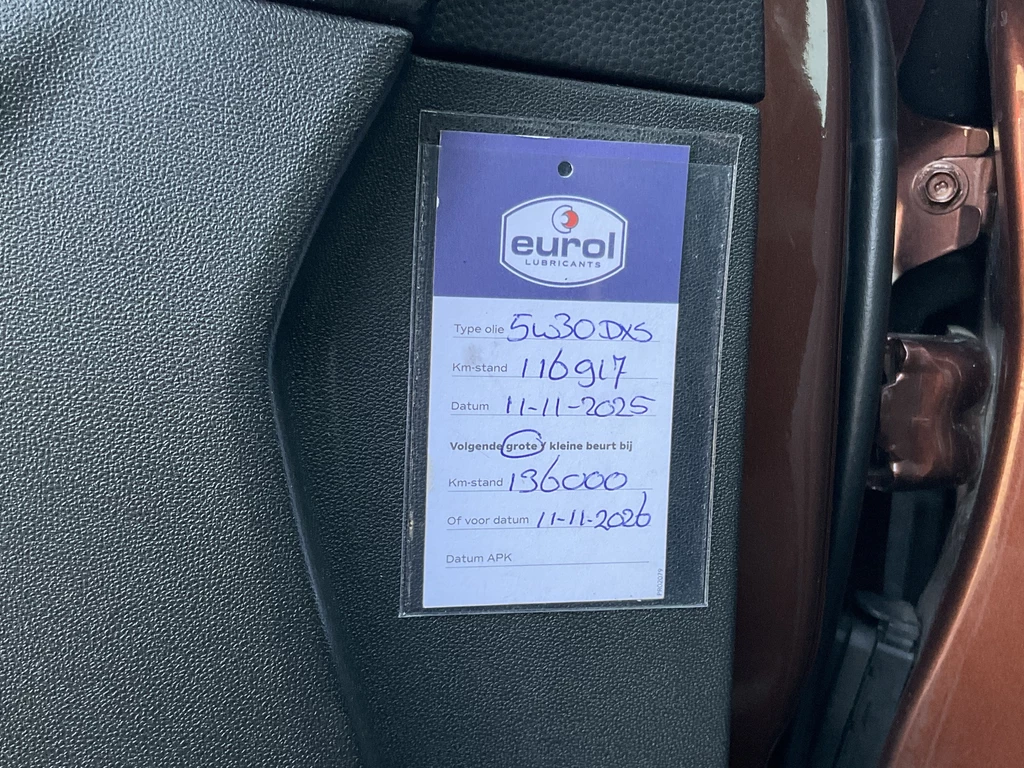 eurol
LUBRICANTS
Type olie 5W30 DXS
Km-stand 116917
Datum 11-11-2025
Volgende grote / kleine beurt bij
Km-stand 136000
Of voor datum 11-11-2026
Datum APK